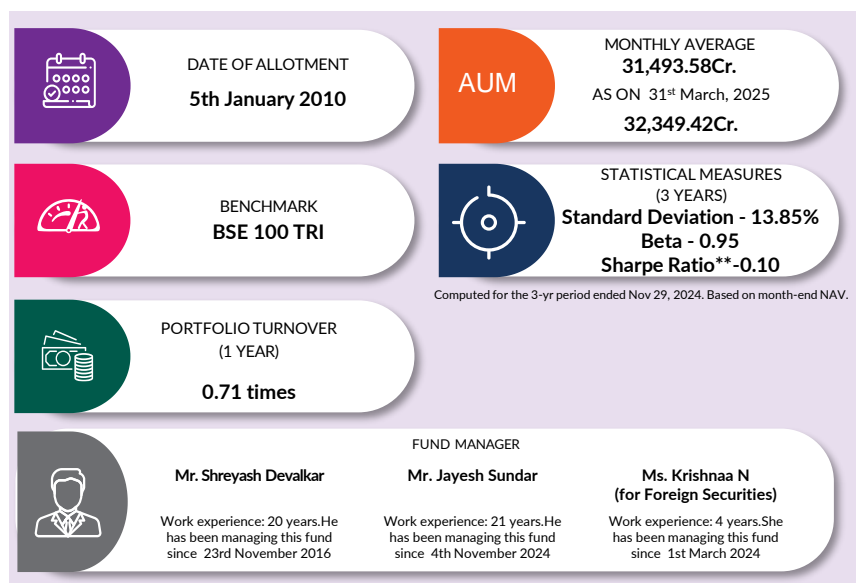 DATE OF ALLOTMENT
5th January 2010
AUM
MONTHLY AVERAGE
31,493.58Cr.
AS ON 31st March, 2025
32,349.42Cr.
BENCHMARK
BSE 100 TRI
STATISTICAL MEASURES
(3 YEARS)
Standard Deviation - 13.85%
Beta - 0.95
Sharpe Ratio**-0.10
Computed for the 3-yr period ended Nov 29, 2024. Based on month-end NAV.
PORTFOLIO TURNOVER
(1 YEAR)
0.71 times
FUND MANAGER
Mr. Shreyash Devalkar
Work experience: 20 years.He
has been managing this fund
since 23rd November 2016
Mr. Jayesh Sundar
Work experience: 21 years.He
has been managing this fund
since 4th November 2024
Ms. Krishnaa N
(for Foreign Securities)
Work experience: 4 years.She
has been managing this fund
since 1st March 2024